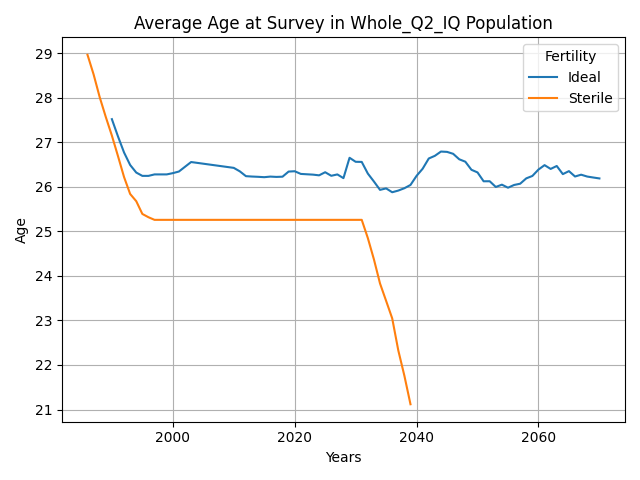 Average Age at Survey in Whole_Q2_IQ Population
Fertility
Ideal
Sterile
29
28
27
26
25
24
23
22
21
Age
2000
2020
2040
2060
Years